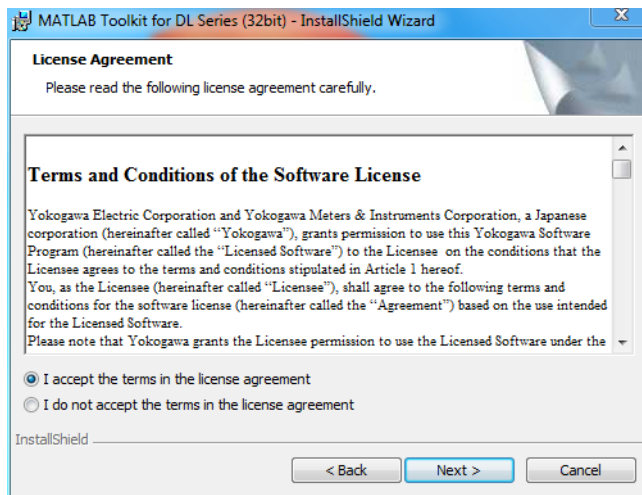 MATLAB Toolkit for DL Series (32bit) - InstallShield Wizard
License Agreement
Please read the following license agreement carefully.
Terms and Conditions of the Software License
Yokogawa Electric Corporation and Yokogawa Meters & Instruments Corporation, a Japanese
corporation (hereinafter called “Yokogawa”), grants permission to use this Yokogawa Software
Program (hereinafter called the “Licensed Software”) to the Licensee on the conditions that the
Licensee agrees to the terms and conditions stipulated in Article 1 hereof.
You, as the Licensee (hereinafter called “Licensee”), shall agree to the following terms and
conditions for the software license (hereinafter called the “Agreement”) based on the use intended
for the Licensed Software.
Please note that Yokogawa grants the Licensee permission to use the Licensed Software under the
I accept the terms in the license agreement
I do not accept the terms in the license agreement
InstallShield
< Back
Next >
Cancel